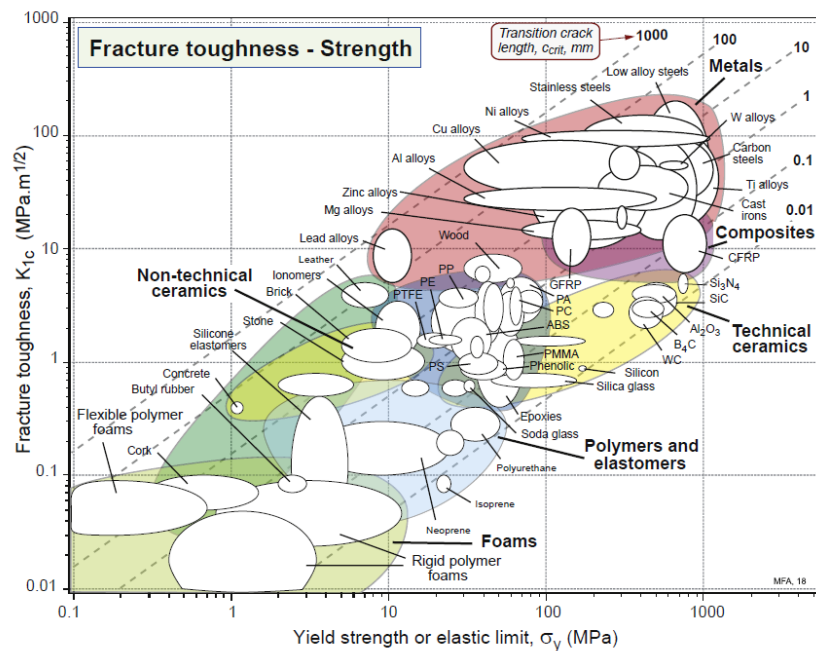 1000
Fracture toughness - Strength
Transition crack
length, ccrit, mm
1000
100
10
1
0.1
0.01
Metals
Low alloy steels
Stainless steels
Ni alloys
W alloys
100
Cu alloys
Carbon
steels
Al alloys
Ti alloys
Zinc alloys
Mg alloys
Cast
irons
Composites
Wood
Lead alloys
CFRP
10
Leather
Non-technical
ceramics
Ionomers
Brick
PP
PE
PTFE
GFRP
PA
PC
Si3N4
SiC
Stone
ABS
Al2O3
Technical
ceramics
Silicone
elastomers
B4C
WC
1
PMMA
Phenolic
PS
Silicon
Silica glass
Concrete
Butyl rubber
Flexible polymer
foams
Epoxies
Soda glass
Cork
Polymers and
elastomers
Polyurethane
0.1
Isoprene
Neoprene
Foams
Rigid polymer
foams
MFA, 18
0.01
0.1
1
10
100
1000
Fracture toughness, K1c (MPa.m1/2)
Yield strength or elastic limit, σy (MPa)